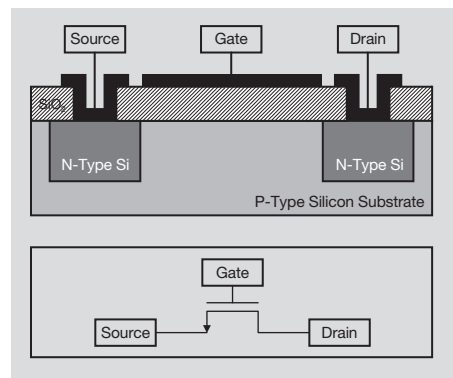 Source Gate Drain
SiO₂
N-Type Si N-Type Si
P-Type Silicon Substrate
Gate
Source Drain